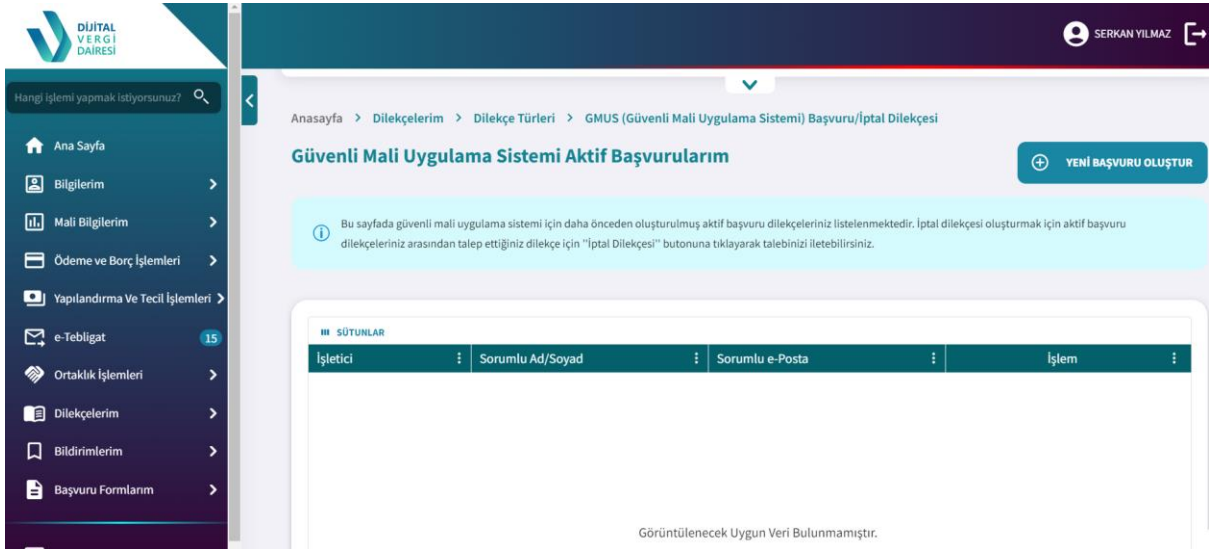 DİJİTAL
VERGİ
DAİRESİ
SERKAN YILMAZ
Hangi işlemi yapmak istiyorsunuz?
Ana Sayfa
Bilgilerim
Mali Bilgilerim
Ödeme ve Borç İşlemleri
Yapılandırma Ve Tecil İşlemleri
e-Tebligat 15
Ortaklık İşlemleri
Dilekçelerim
Bildirimlerim
Başvuru Formlarım
Anasayfa > Dilekçelerim > Dilekçe Türleri > GMUS (Güvenli Mali Uygulama Sistemi) Başvuru/İptal Dilekçesi
Güvenli Mali Uygulama Sistemi Aktif Başvurularım
YENİ BAŞVURU OLUŞTUR
Bu sayfada güvenli mali uygulama sistemi için daha önceden oluşturulmuş aktif başvuru dilekçeleriniz listelenmektedir. İptal dilekçesi oluşturmak için aktif başvuru
dilekçeleriniz arasından talep ettiğiniz dilekçe için "İptal Dilekçesi" butonuna tıklayarak talebinizi iletebilirsiniz.
SÜTUNLAR
İşletici Sorumlu Ad/Soyad Sorumlu e-Posta İşlem
Görüntülenecek Uygun Veri Bulunmamıştır.